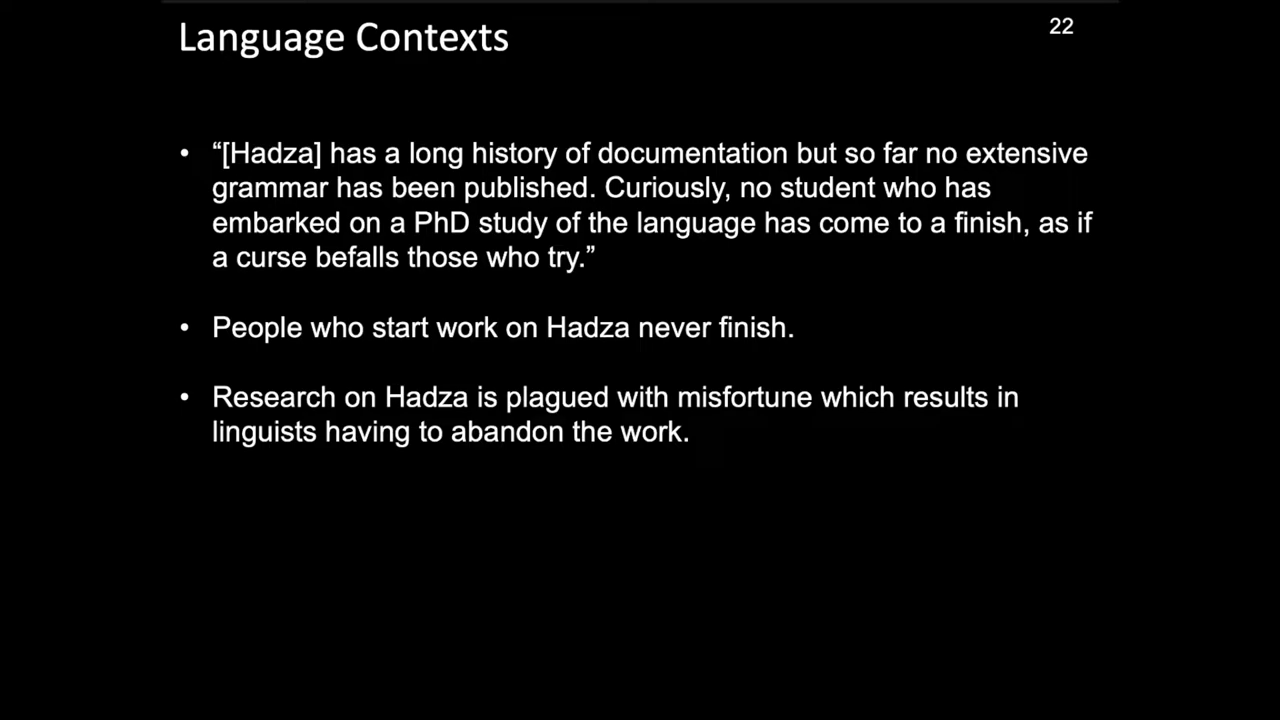 Language Contexts
22
• “[Hadza] has a long history of documentation but so far no extensive
grammar has been published. Curiously, no student who has
embarked on a PhD study of the language has come to a finish, as if
a curse befalls those who try.”
• People who start work on Hadza never finish.
• Research on Hadza is plagued with misfortune which results in
linguists having to abandon the work.